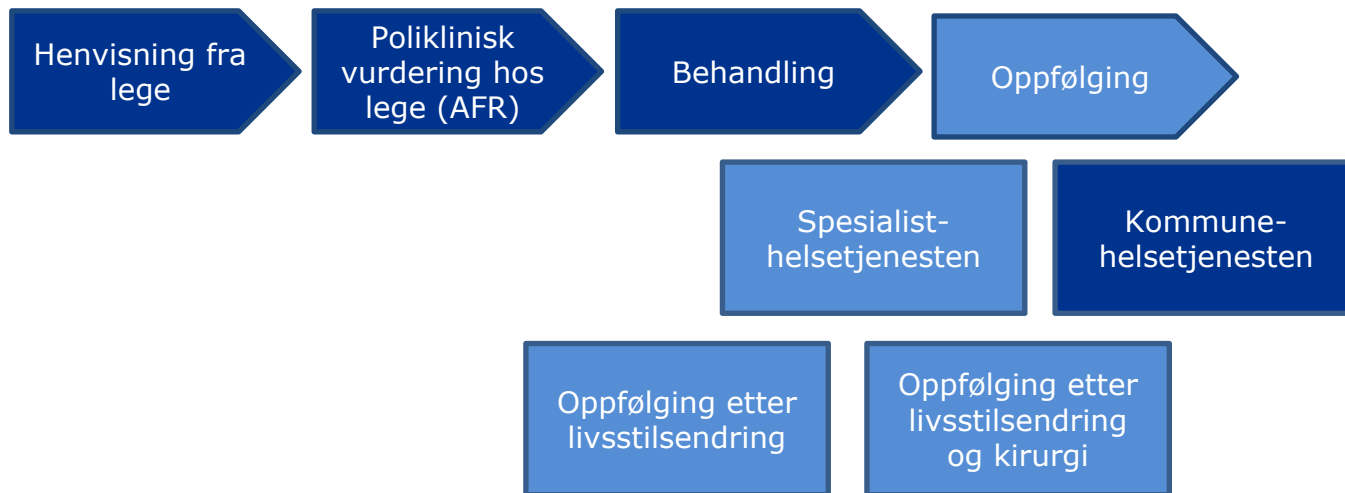 Henvisning fra
lege
Poliklinisk
vurdering hos
lege (AFR)
Behandling
Oppfølging
Spesialist-
helsetjenesten
Kommune-
helsetjenesten
Oppfølging etter
livsstilsendring
Oppfølging etter
livsstilsendring
og kirurgi